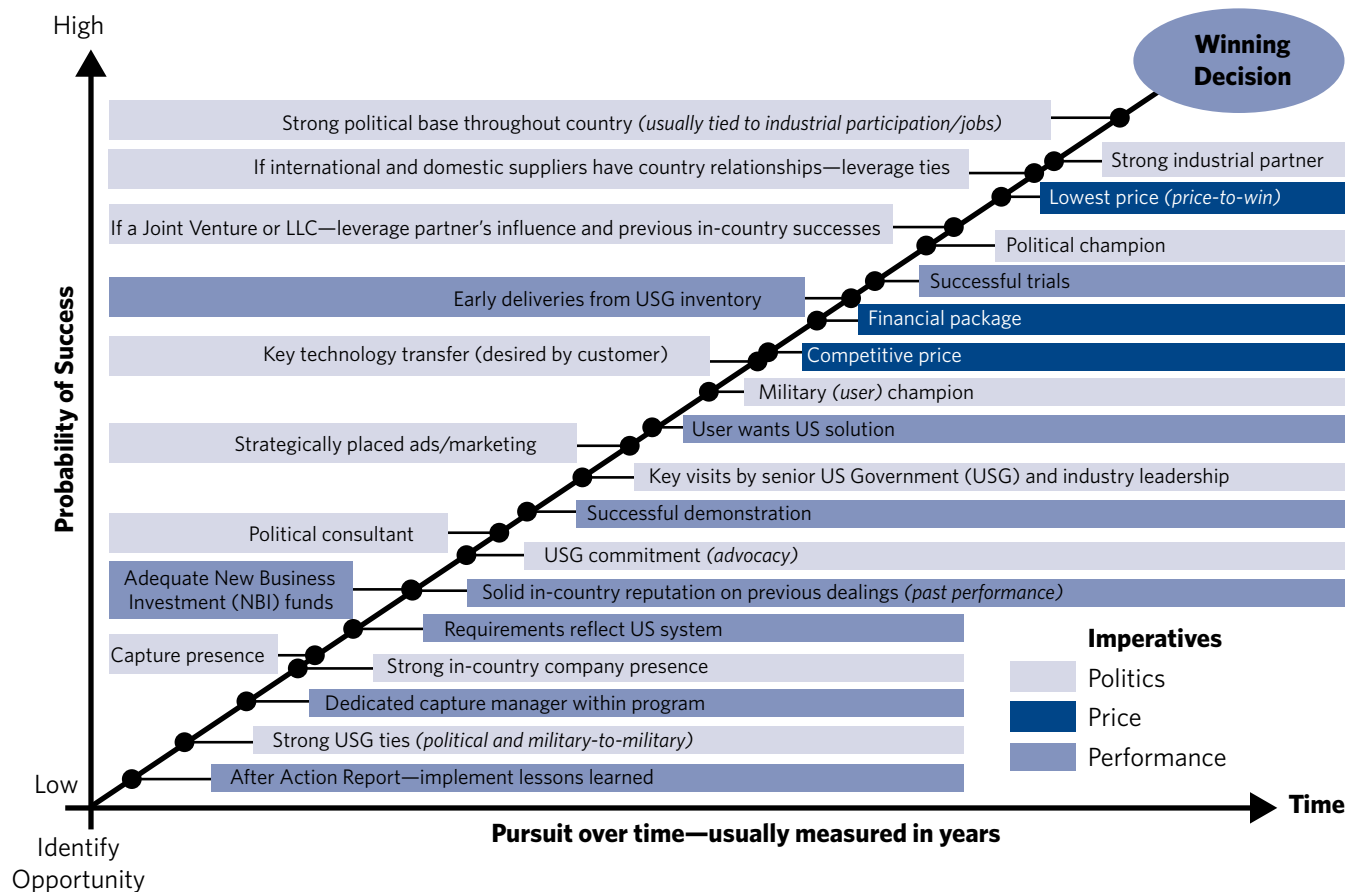 High
Winning
Decision
Strong political base throughout country (usually tied to industrial participation/jobs)
Strong industrial partner
If international and domestic suppliers have country relationships—leverage ties
Lowest price (price-to-win)
If a Joint Venture or LLC—leverage partner’s influence and previous in-country successes
Political champion
Successful trials
Early deliveries from USG inventory
Financial package
Key technology transfer (desired by customer)
Competitive price
Military (user) champion
User wants US solution
Strategically placed ads/marketing
Key visits by senior US Government (USG) and industry leadership
Successful demonstration
Political consultant
USG commitment (advocacy)
Adequate New Business
Investment (NBI) funds
Solid in-country reputation on previous dealings (past performance)
Requirements reflect US system
Capture presence
Strong in-country company presence
Dedicated capture manager within program
Strong USG ties (political and military-to-military)
After Action Report—implement lessons learned
Probability of Success
Imperatives
Politics
Price
Performance
Low
Time
Pursuit over time—usually measured in years
Identify
Opportunity